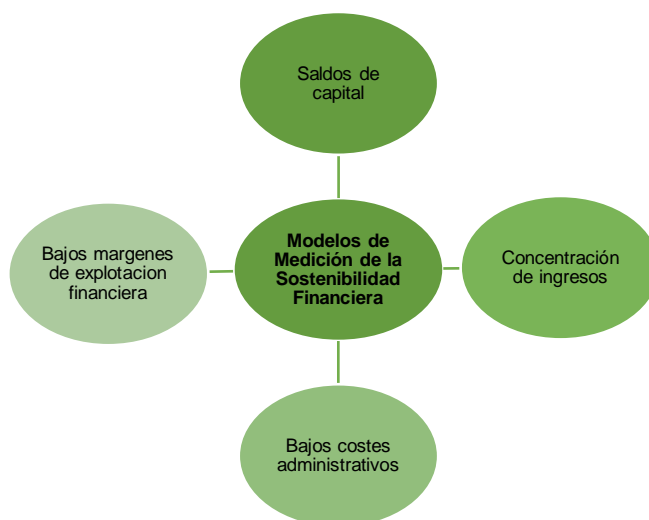 Saldos de
capital
Bajos margenes
de explotacion
financiera
Modelos de
Medición de la
Sostenibilidad
Financiera
Concentración
de ingresos
Bajos costes
administrativos